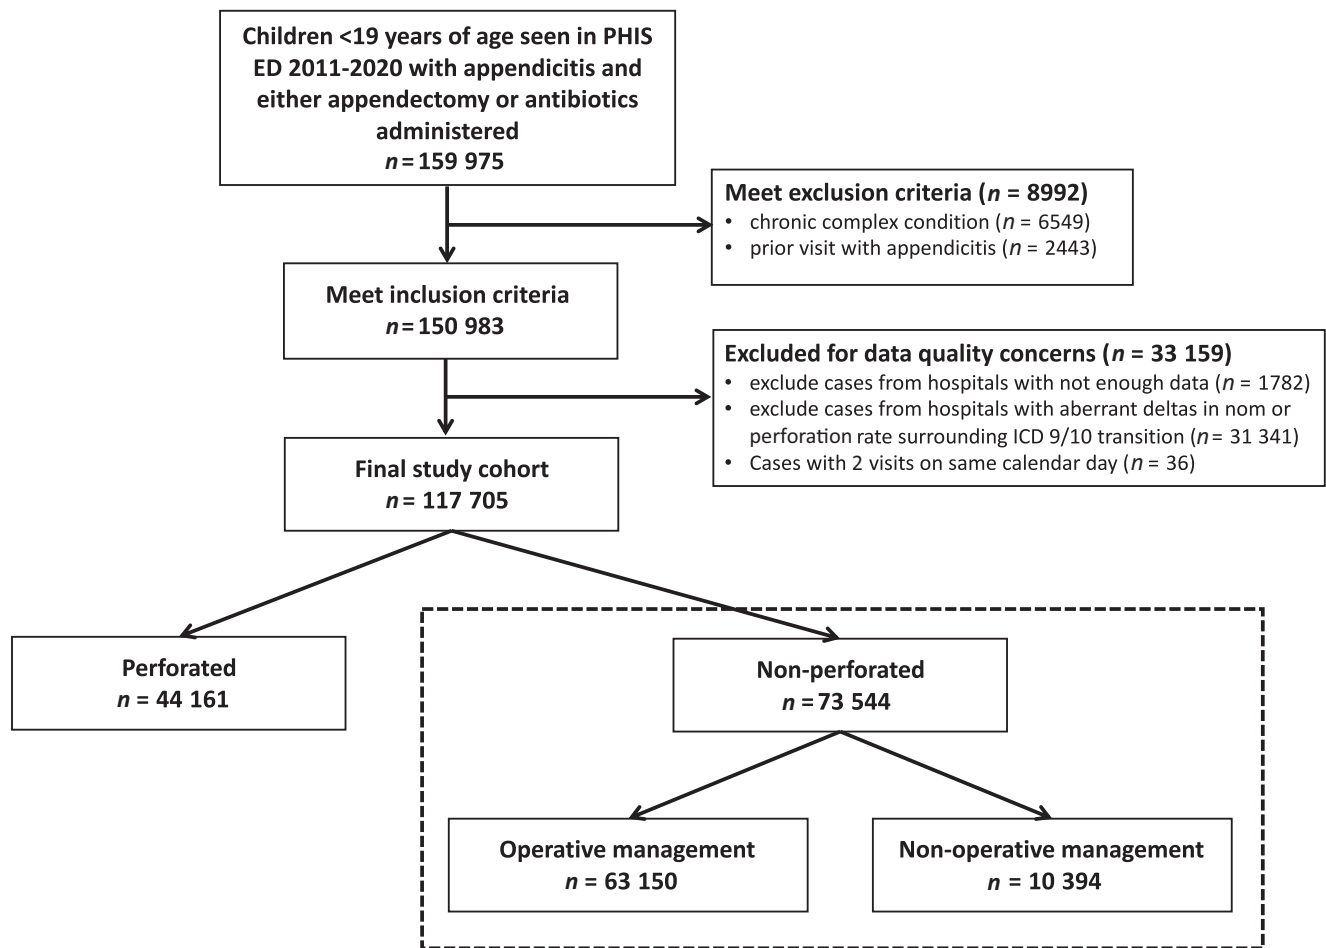 Children <19 years of age seen in PHIS
ED 2011-2020 with appendicitis and
either appendectomy or antibiotics
administered
n = 159 975
Meet exclusion criteria (n = 8992)
• chronic complex condition (n = 6549)
• prior visit with appendicitis (n = 2443)
Meet inclusion criteria
n = 150 983
Excluded for data quality concerns (n = 33 159)
• exclude cases from hospitals with not enough data (n = 1782)
• exclude cases from hospitals with aberrant deltas in nom or
perforation rate surrounding ICD 9/10 transition (n = 31 341)
• Cases with 2 visits on same calendar day (n = 36)
Final study cohort
n = 117 705
Perforated
n = 44 161
Non-perforated
n = 73 544
Operative management
n = 63 150
Non-operative management
n = 10 394